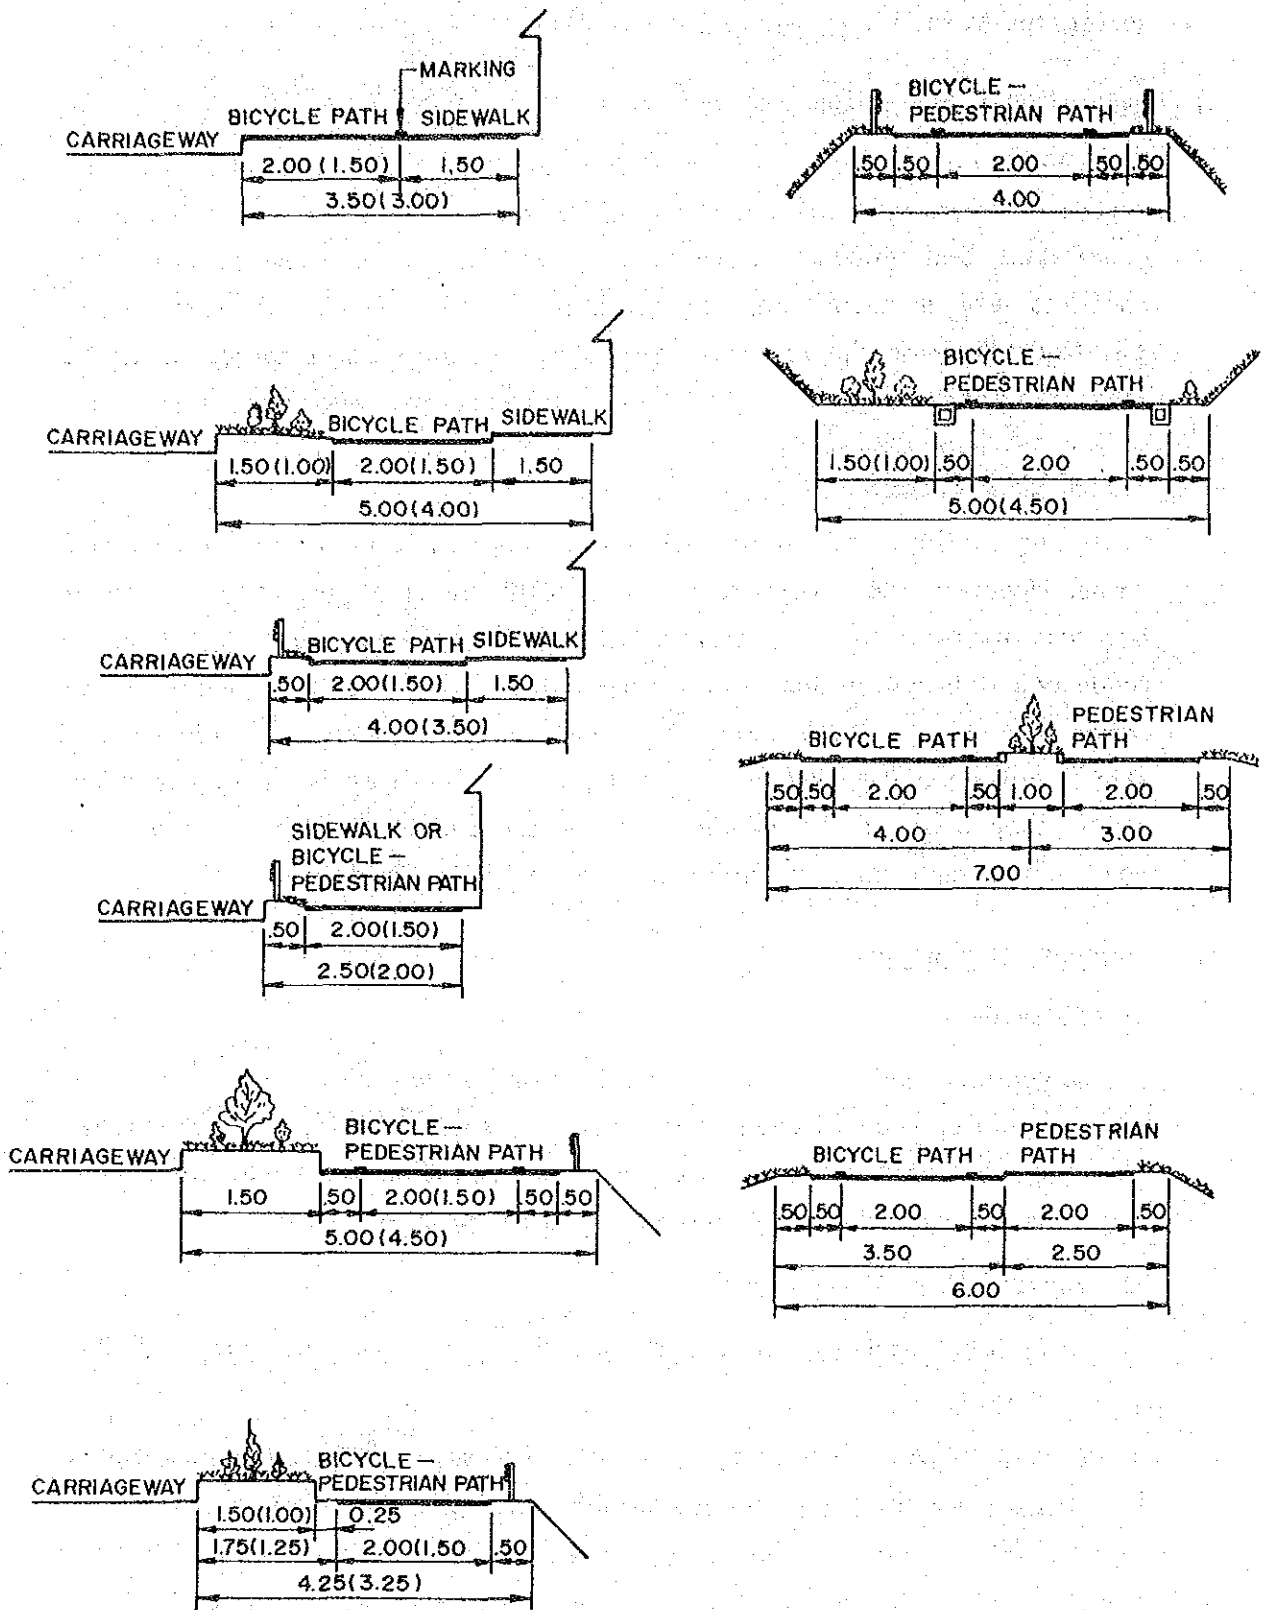 MARKING
BICYCLE PATH SIDEWALK
CARRIAGEWAY
2.00 (1.50) 1.50
3.50(3.00)
CARRIAGEWAY BICYCLE PATH SIDEWALK
1.50(1.00) 2.00(1.50) 1.50
5.00(4.00)
CARRIAGEWAY BICYCLE PATH SIDEWALK
.50 2.00(1.50) 1.50
4.00(3.50)
SIDEWALK OR
BICYCLE —
PEDESTRIAN PATH
CARRIAGEWAY
.50 2.00(1.50)
2.50(2.00)
BICYCLE —
PEDESTRIAN PATH
CARRIAGEWAY
1.50 .50 2.00(1.50) .50 .50
5.00(4.50)
BICYCLE —
PEDESTRIAN PATH
CARRIAGEWAY
1.50(1.00) 0.25
1.75(1.25) 2.00(1.50 .50
4.25(3.25)
BICYCLE —
PEDESTRIAN PATH
.50 .50 2.00 .50 .50
4.00
BICYCLE —
PEDESTRIAN PATH
1.50(1.00) .50 2.00 .50 .50
5.00(4.50)
PEDESTRIAN
BICYCLE PATH PATH
.50 .50 2.00 .50 1.00 2.00 .50
4.00 3.00
7.00
PEDESTRIAN
BICYCLE PATH PATH
.50 .50 2.00 .50 2.00 .50
3.50 2.50
6.00